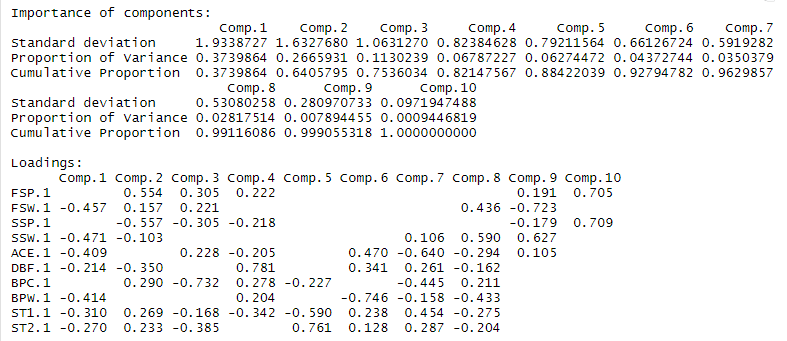 Importance of components:
                          Comp.1    Comp.2    Comp.3     Comp.4     Comp.5     Comp.6    Comp.7
Standard deviation     1.9338727 1.6327680 1.0631270 0.82384628 0.79211564 0.66126724 0.5919282
Proportion of Variance 0.3739864 0.2665931 0.1130239 0.06787227 0.06274472 0.04372744 0.0350379
Cumulative Proportion  0.3739864 0.6405795 0.7536034 0.82147567 0.88422039 0.92794782 0.9629857
                           Comp.8      Comp.9      Comp.10
Standard deviation     0.53080258 0.280970733 0.0971947488
Proportion of Variance 0.02817514 0.007894455 0.0009446819
Cumulative Proportion  0.99116086 0.999055318 1.0000000000
Loadings:
      Comp.1 Comp.2 Comp.3 Comp.4 Comp.5 Comp.6 Comp.7 Comp.8 Comp.9 Comp.10
FSP.1         0.554  0.305  0.222                              0.191  0.705
FSW.1 -0.457  0.157  0.221                              0.436 -0.723
SSP.1        -0.557 -0.305 -0.218                             -0.179  0.709
SSW.1 -0.471 -0.103                              0.106  0.590  0.627
ACE.1 -0.409         0.228 -0.205         0.470 -0.640 -0.294  0.105
DBF.1 -0.214 -0.350         0.781         0.341  0.261 -0.162
BPC.1         0.290 -0.732  0.278 -0.227        -0.445  0.211
BPW.1 -0.414                0.204        -0.746 -0.158 -0.433
ST1.1 -0.310  0.269 -0.168 -0.342 -0.590  0.238  0.454 -0.275
ST2.1 -0.270  0.233 -0.385         0.761  0.128  0.287 -0.204